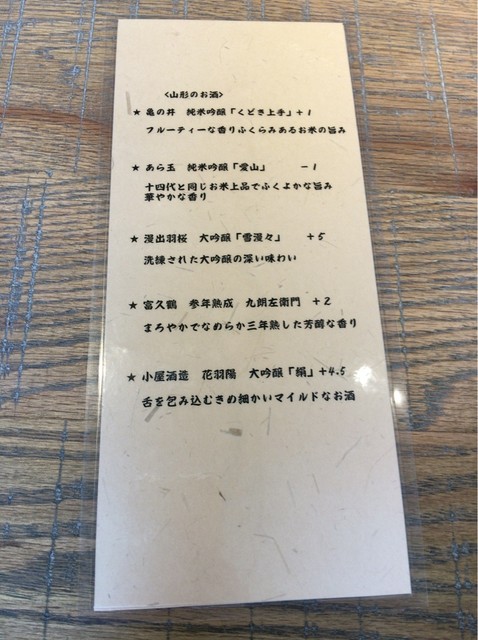 <山形のお酒>
★ 亀の井　純米吟醸「くどき上手」+1
フルーティーな香りふくらみあるお米の旨み
★ あら玉　純米吟醸「愛山」　　-1
十四代と同じお米上品でふくよかな旨み
華やかな香り
★ 浸出羽桜　大吟醸「雪漫々」　+5
洗練された大吟醸の深い味わい
★ 富久鶴　参年熟成　九朗左衛門　+2
まろやかでなめらか三年熟した芳醇な香り
★ 小屋酒造　花羽陽　大吟醸「絹」+4.5
舌を包み込むきめ細かいマイルドなお酒